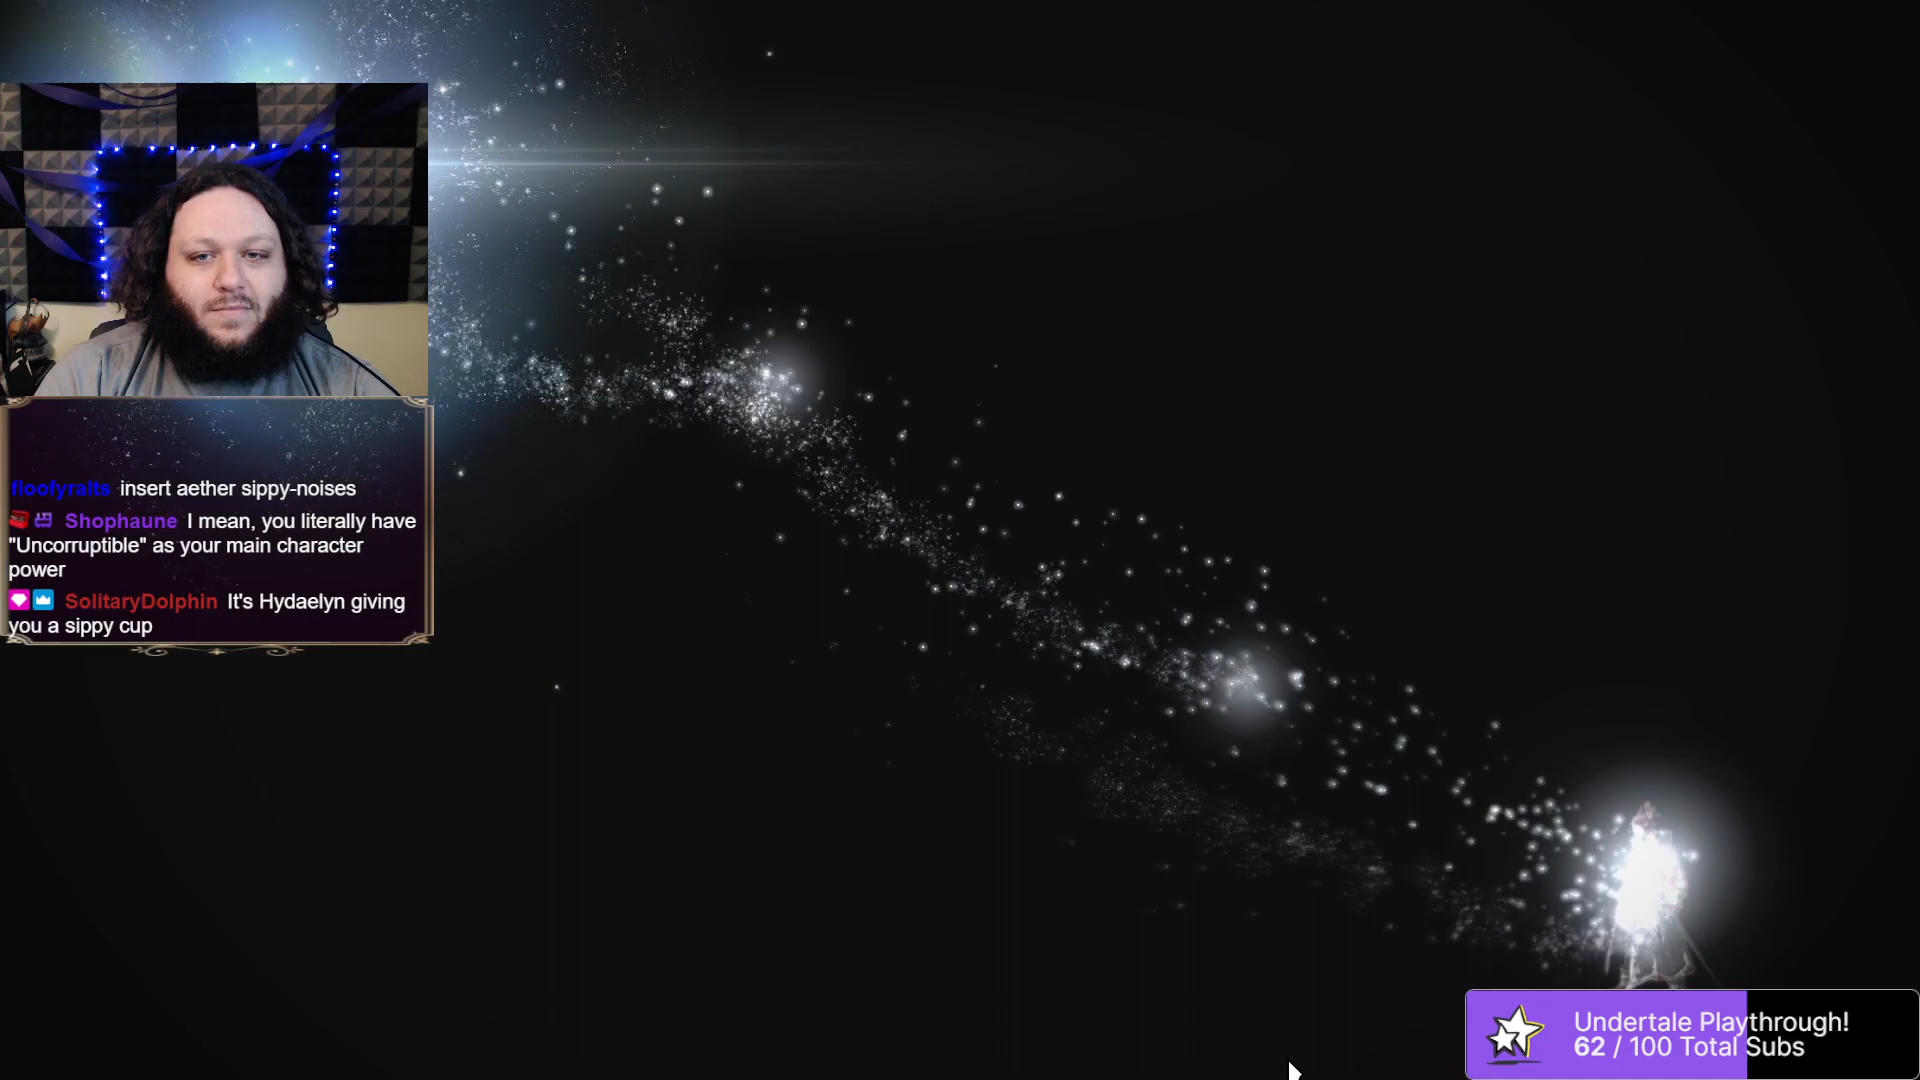 floofyralts insert aether sippy-noises
Shophaune I mean, you literally have
"Uncorruptible" as your main character
power
SolitaryDolphin It's Hydaelyn giving
you a sippy cup
Undertale Playthrough!
62 / 100 Total Subs